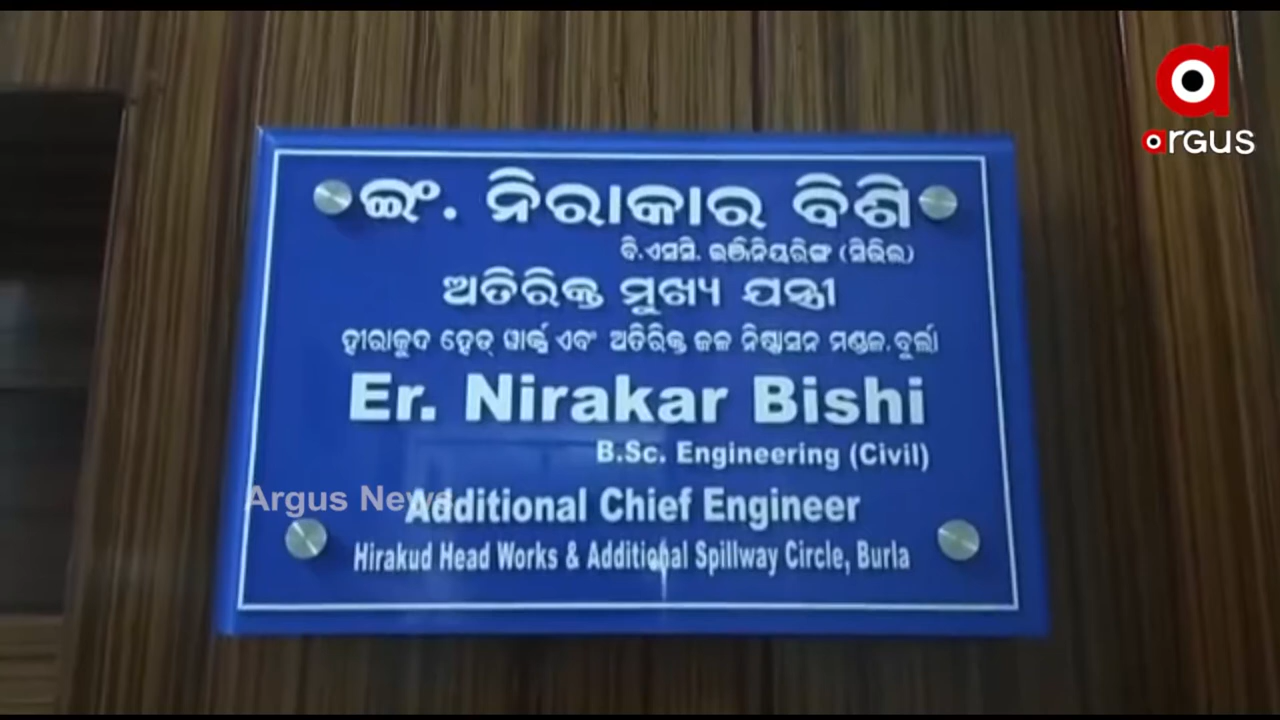 ଇଂ. ନିରାକାର ବିଶି
ବି.ଏସସି. ଇଞ୍ଜିନିୟରିଙ୍ଗ (ସିଭିଲ)
ଅତିରିକ୍ତ ମୁଖ୍ୟ ଯନ୍ତ୍ରୀ
ହୀରାକୁଦ ହେଡ୍ ୱାର୍କ୍ସ ଏବଂ ଅତିରିକ୍ତ ଜଳ ନିଷ୍କାସନ ମଣ୍ଡଳ, ବୁର୍ଲା
Er. Nirakar Bishi
B.Sc. Engineering (Civil)
Additional Chief Engineer
Hirakud Head Works & Additional Spillway Circle, Burla
Argus News
argus